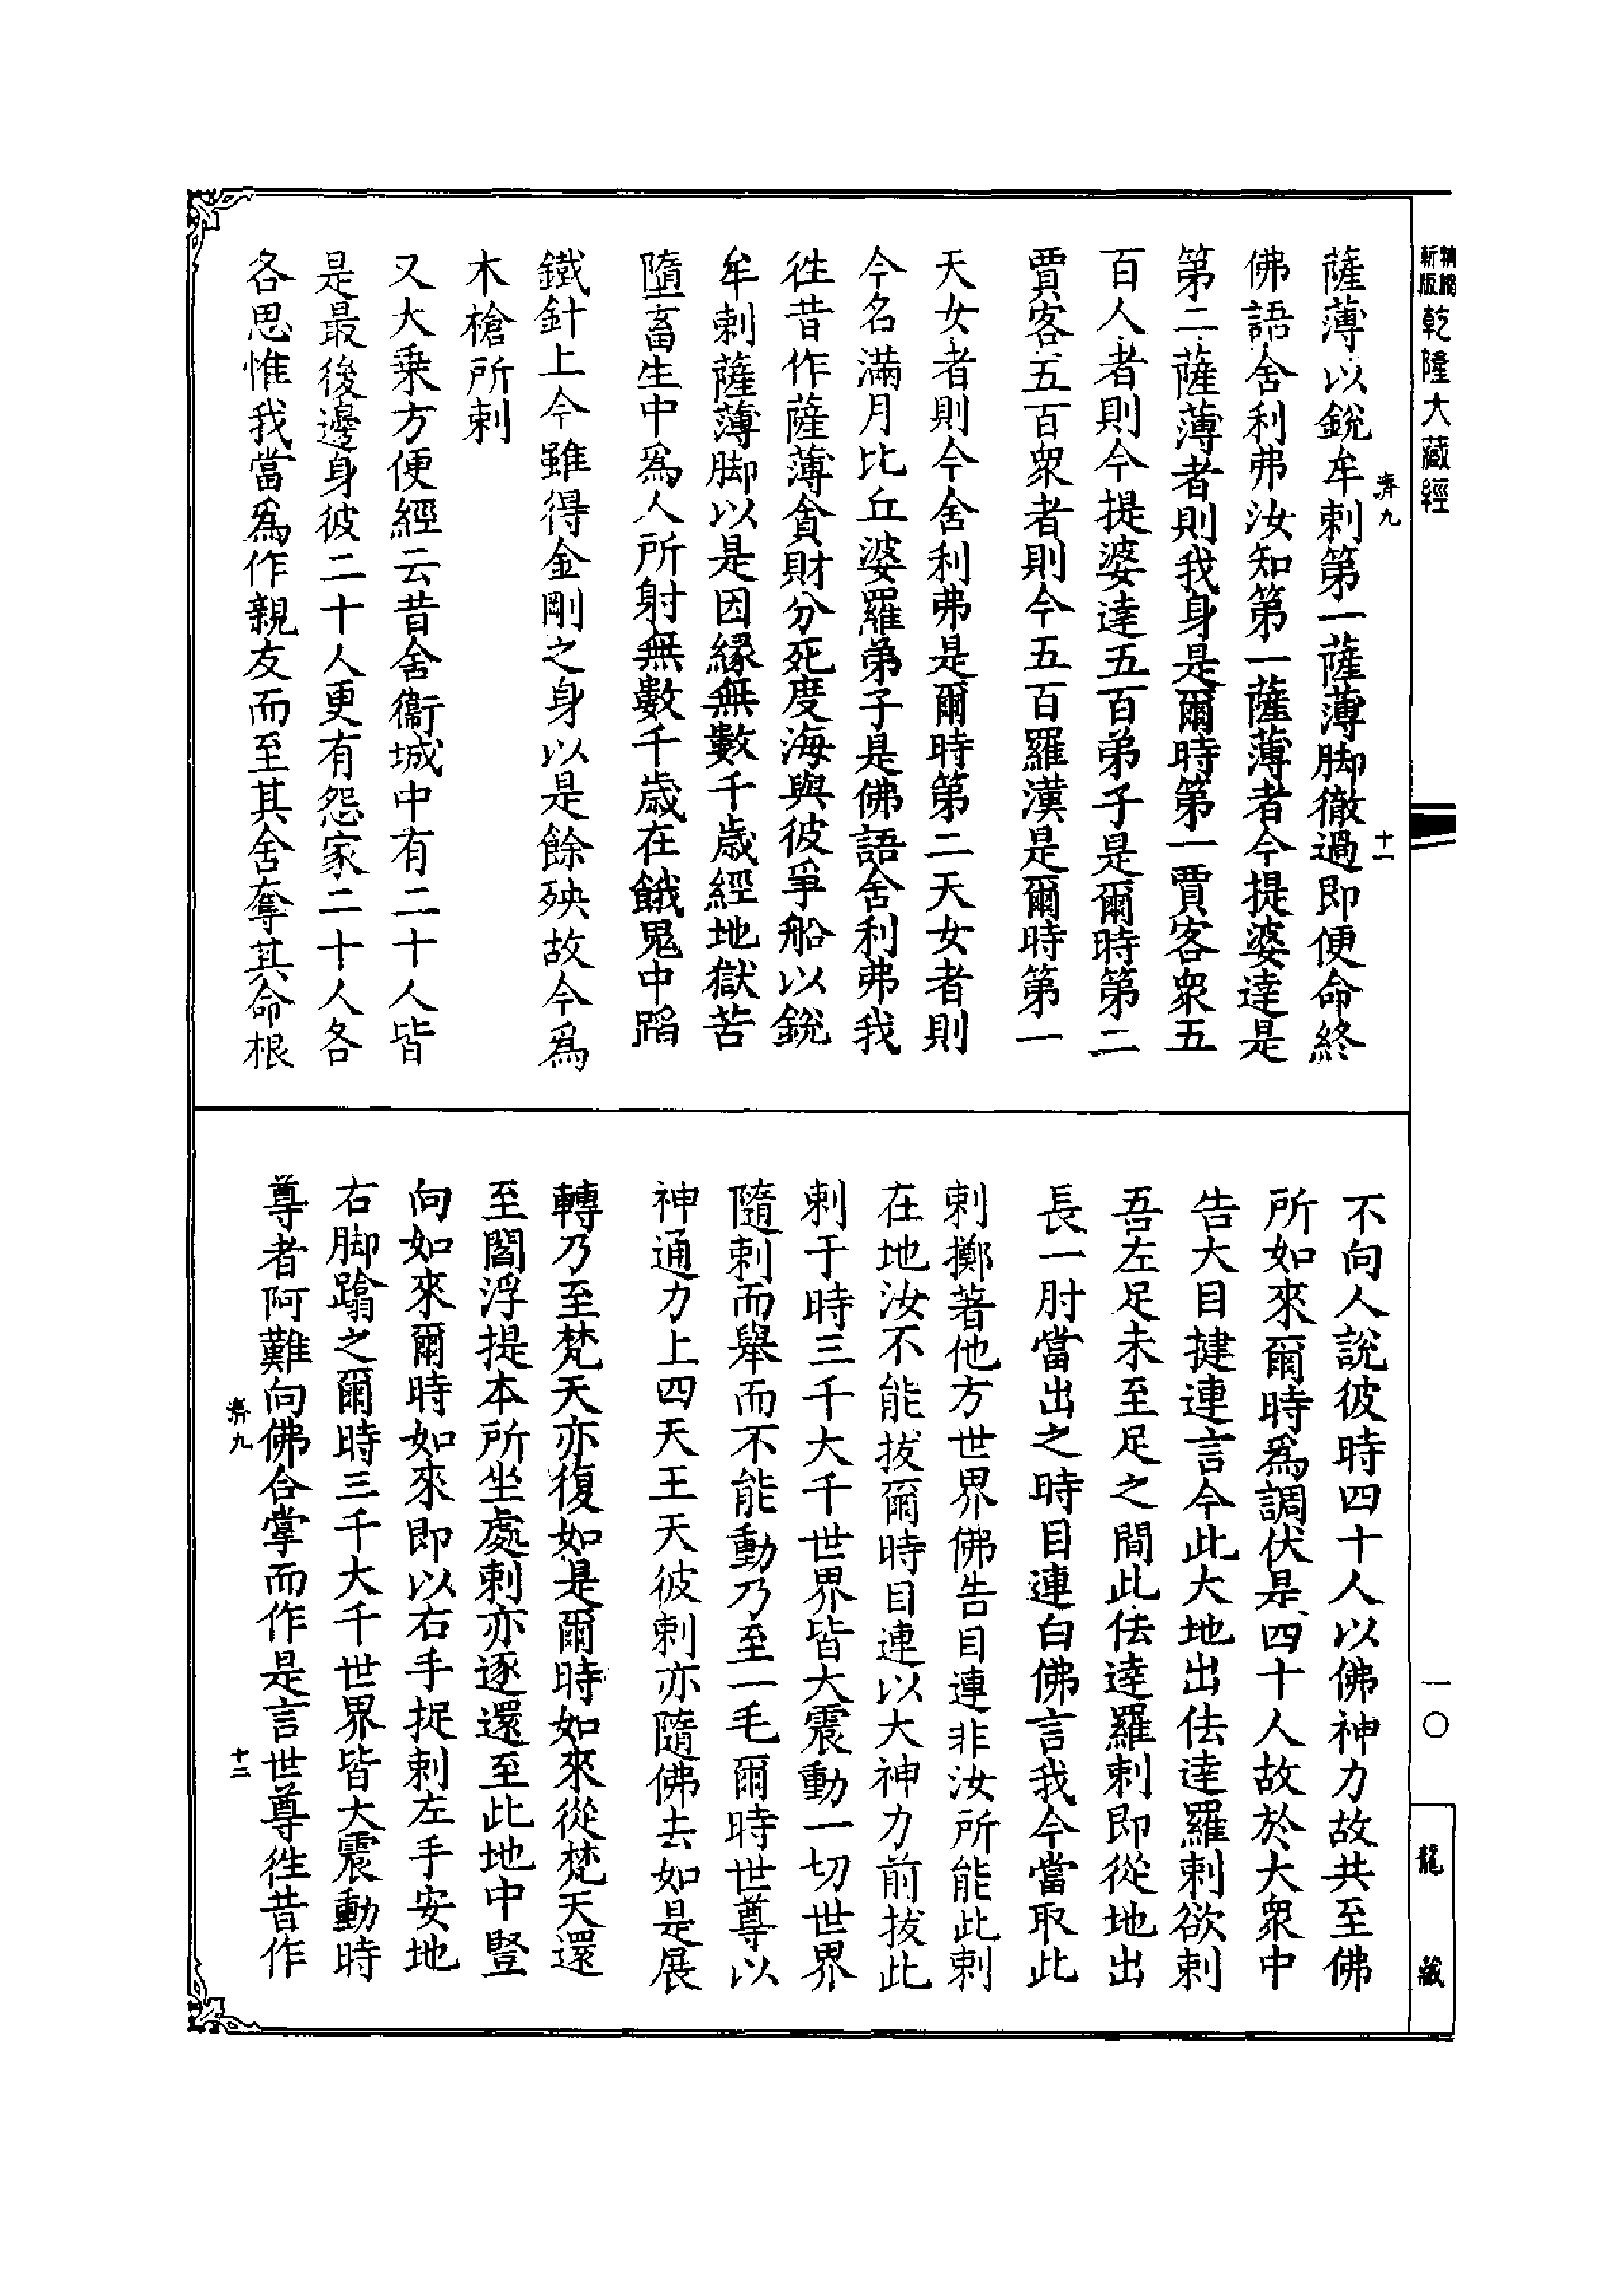 乾隆大藏經
薩薄以銳牟刺第一薩薄脚徹過即便命終
佛語舍利弗汝知第一薩薄者今提婆達是
第二薩薄者則我身是爾時第一賈客眾五
百人者則今提婆達五百弟子是爾時第二
賈客五百眾者則今五百羅漢是爾時第一
天女者則今舍利弗是爾時第二天女者則
今名滿月比丘婆羅弟子是佛語舍利弗我
徃昔作薩薄貪財分死度海與彼爭船以銳
牟刺薩薄脚以是因緣無數千歲經地獄苦
墮畜生中為人所射無數千歲在餓鬼中蹈
鐵針上今雖得金剛之身以是餘殃故今為
木槍所刺
又大乘方便經云昔舍衞城中有二十人皆
是最後邊身彼二十人更有怨家二十人各
各思惟我當為作親友而至其舍奪其命根
濟九
十一
不向人說彼時四十人以佛神力故共至佛
所如來爾時為調伏是四十人故於大眾中
告大目揵連言今此大地出佉達羅刺欲刺
吾左足未至足之間此佉達羅刺即從地出
長一肘當出之時目連白佛言我今當取此
刺擲著他方世界佛告目連非汝所能此刺
在地汝不能拔爾時目連以大神力前拔此
刺于時三千大千世界皆大震動一切世界
隨刺而舉而不能動乃至一毛爾時世尊以
神通力上四天王天彼刺亦隨佛去如是展
轉乃至梵天亦復如是爾時如來從梵天還
至閻浮提本所坐處刺亦逐還至此地中豎
向如來爾時如來即以右手捉刺左手安地
右脚蹹之爾時三千大千世界皆大震動時
尊者阿難向佛合掌而作是言世尊徃昔作
濟九
十二
一〇
龍藏